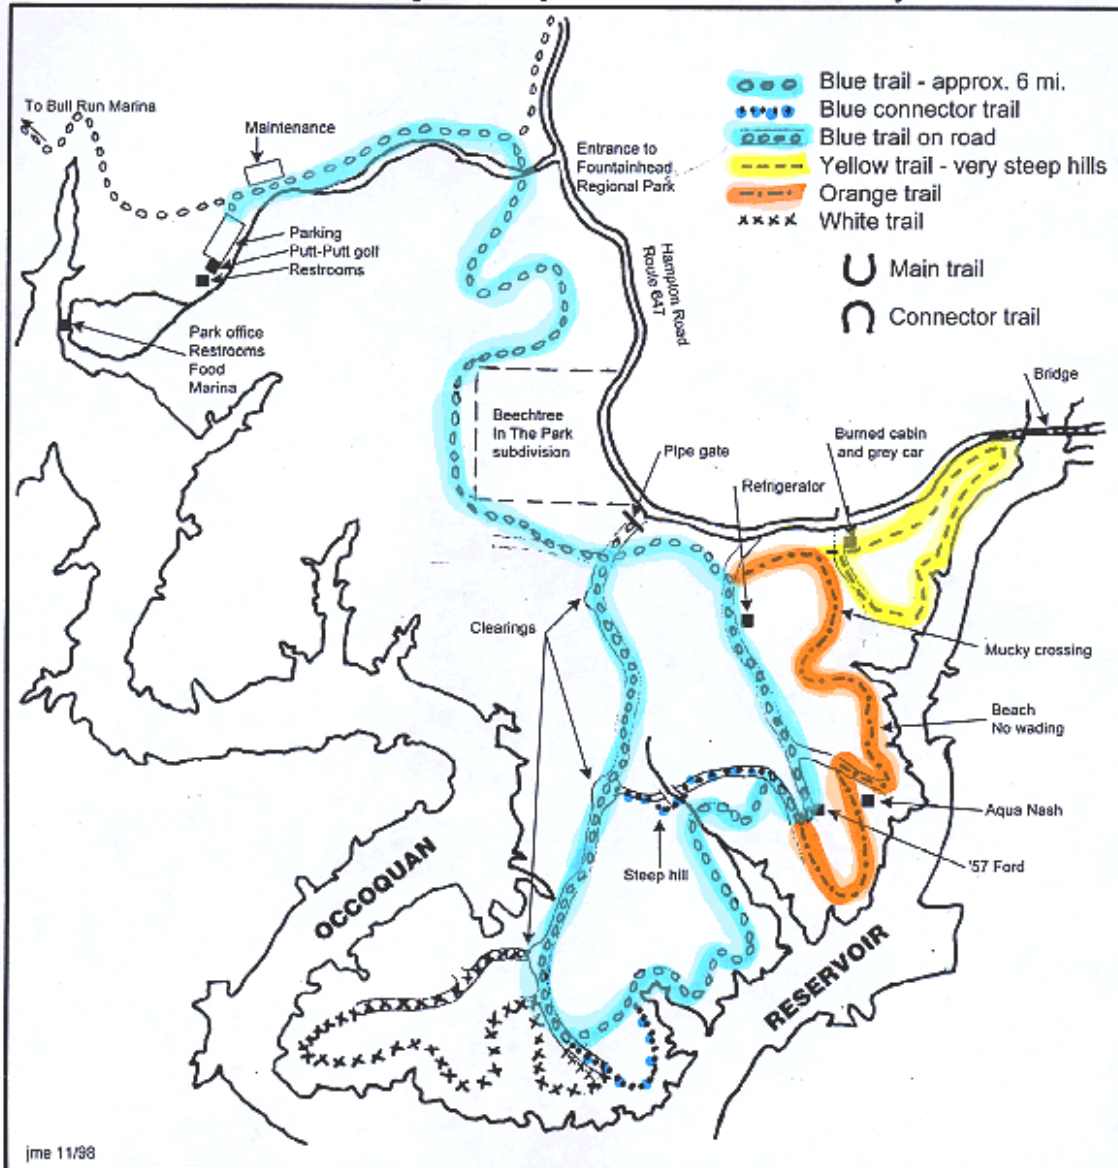 Blue trail - approx. 6 mi.
Blue connector trail
Blue trail on road
Yellow trail - very steep hills
Orange trail
White trail
Main trail
Connector trail
To Bull Run Marina
Maintenance
Entrance to
Fountainhead
Regional Park
Parking
Putt-Putt golf
Restrooms
Hampton Road
Route 647
Park office
Restrooms
Food
Marina
Bridge
Beechtree
In The Park
subdivision
Burned cabin
and grey car
Pipe gate
Refrigerator
Clearings
Mucky crossing
Beach
No wading
Aqua Nash
'57 Ford
Steep hill
OCCOQUAN
RESERVOIR
jme 11/98